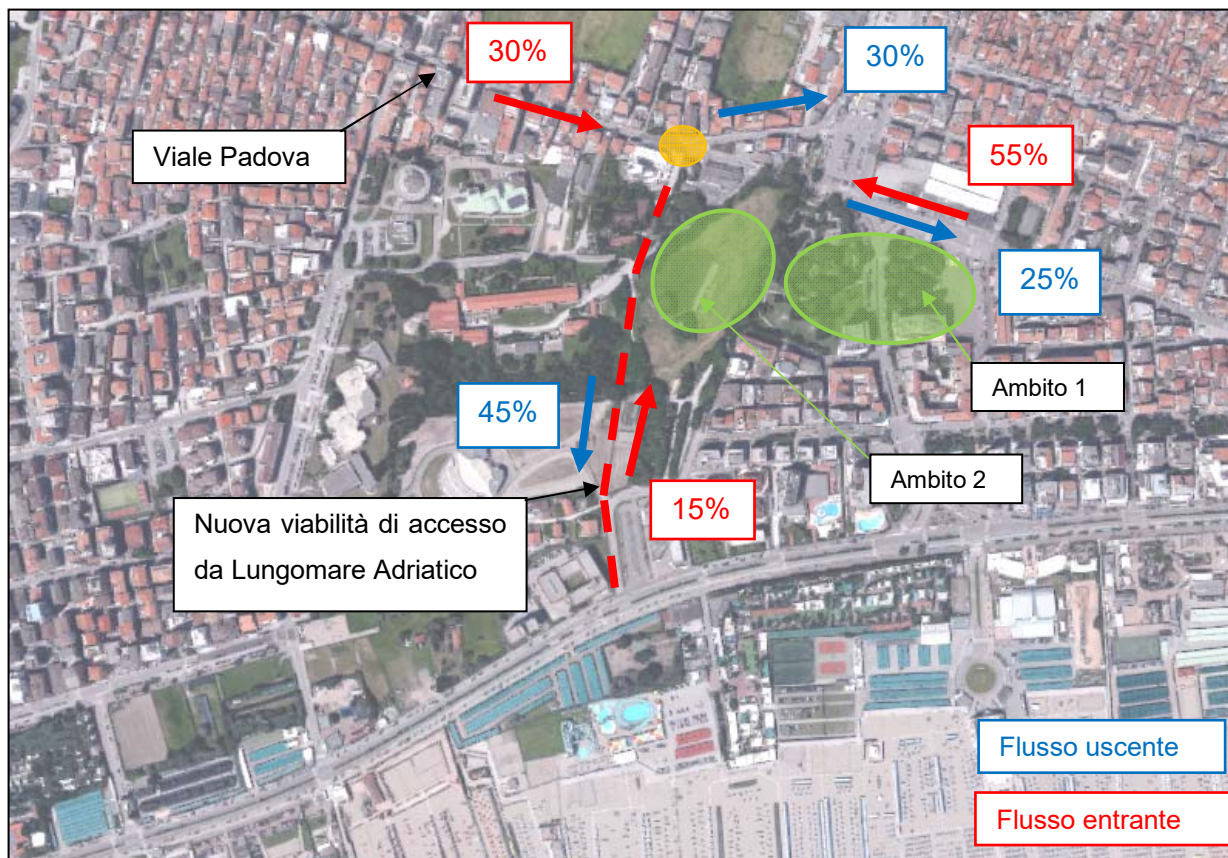 30%
30%
Viale Padova
55%
25%
Ambito 1
45%
Ambito 2
15%
Nuova viabilità di accesso
da Lungomare Adriatico
Flusso uscente
Flusso entrante